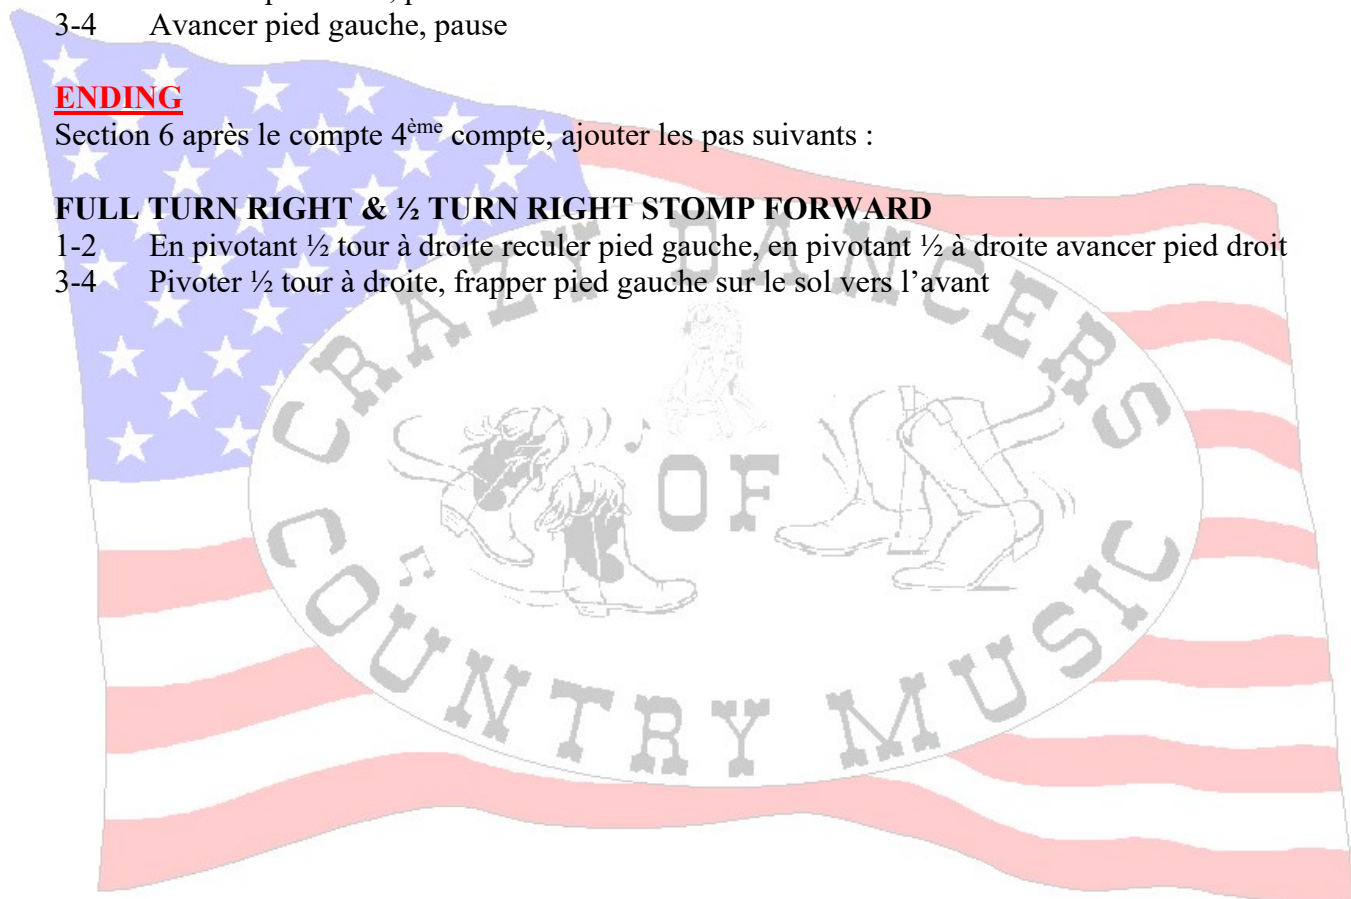 3-4 Avancer pied gauche, pause
ENDING
Section 6 après le compte 4ème compte, ajouter les pas suivants :
FULL TURN RIGHT & ½ TURN RIGHT STOMP FORWARD
1-2 En pivotant ½ tour à droite reculer pied gauche, en pivotant ½ à droite avancer pied droit
3-4 Pivoter ½ tour à droite, frapper pied gauche sur le sol vers l’avant
CRAZY DANCERS
OF
COUNTRY MUSIC